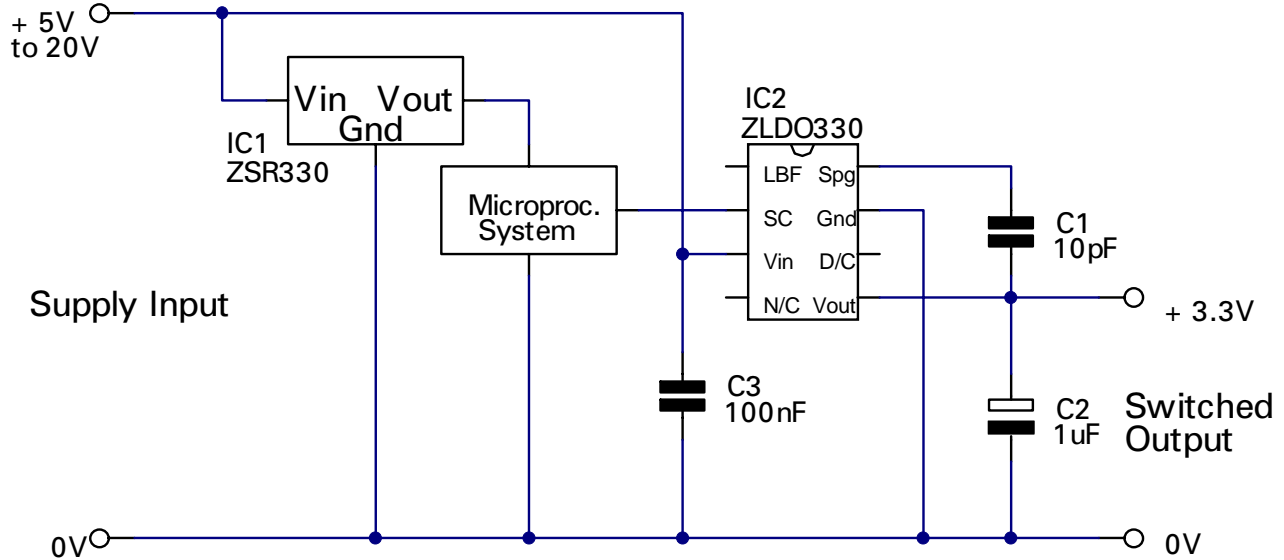 + 5V
to 20V
Vin Vout
Gnd
IC1
ZSR330
Microproc.
System
IC2
ZLDO330
LBF Spg
SC Gnd
Vin D/C
N/C Vout
C1
10pF
+ 3.3V
Supply Input
C3
100nF
C2
1uF
Switched
Output
0V
0V